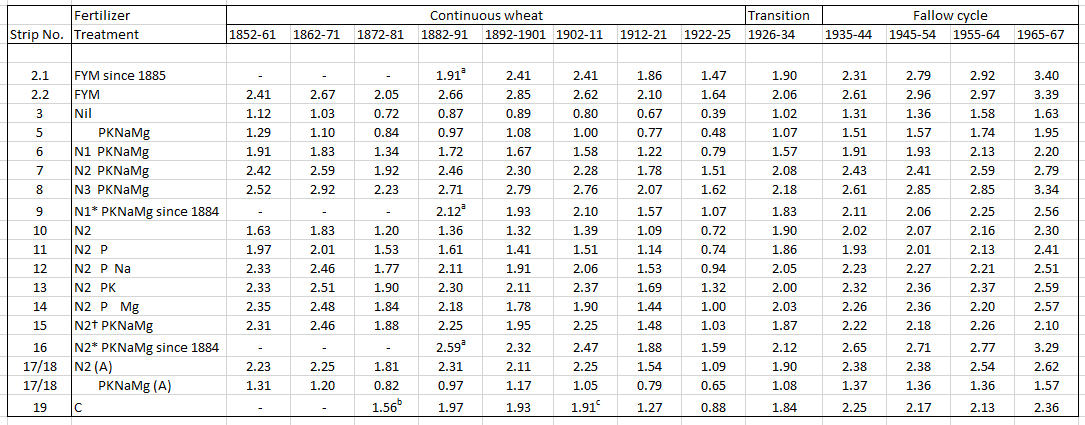 Fertilizer Continuous wheat Transition Fallow cycle
Strip No. Treatment 1852-61 1862-71 1872-81 1882-91 1892-1901 1902-11 1912-21 1922-25 1926-34 1935-44 1945-54 1955-64 1965-67
2.1 FYM since 1885 - - - 1.91ᵃ 2.41 2.41 1.86 1.47 1.90 2.31 2.79 2.92 3.40
2.2 FYM 2.41 2.67 2.05 2.66 2.85 2.62 2.10 1.64 2.06 2.61 2.96 2.97 3.39
3 Nil 1.12 1.03 0.72 0.87 0.89 0.80 0.67 0.39 1.02 1.31 1.36 1.58 1.63
5 PKNaMg 1.29 1.10 0.84 0.97 1.08 1.00 0.77 0.48 1.07 1.51 1.57 1.74 1.95
6 N1 PKNaMg 1.91 1.83 1.34 1.72 1.67 1.58 1.22 0.79 1.57 1.91 1.93 2.13 2.20
7 N2 PKNaMg 2.42 2.59 1.92 2.46 2.30 2.28 1.78 1.51 2.08 2.43 2.41 2.59 2.79
8 N3 PKNaMg 2.52 2.92 2.23 2.71 2.79 2.76 2.07 1.62 2.18 2.61 2.85 2.85 3.34
9 N1* PKNaMg since 1884 - - - 2.12ᵃ 1.93 2.10 1.57 1.07 1.83 2.11 2.06 2.25 2.56
10 N2 1.63 1.83 1.20 1.36 1.32 1.39 1.09 0.72 1.90 2.02 2.07 2.16 2.30
11 N2 P 1.97 2.01 1.53 1.61 1.41 1.51 1.14 0.74 1.86 1.93 2.01 2.13 2.41
12 N2 P Na 2.33 2.46 1.77 2.11 1.91 2.06 1.53 0.94 2.05 2.23 2.27 2.21 2.51
13 N2 PK 2.33 2.51 1.90 2.30 2.11 2.37 1.69 1.32 2.00 2.32 2.36 2.37 2.59
14 N2 P Mg 2.35 2.48 1.84 2.18 1.78 1.90 1.44 1.00 2.03 2.26 2.36 2.20 2.57
15 N2† PKNaMg 2.31 2.46 1.88 2.25 1.95 2.25 1.48 1.03 1.87 2.22 2.18 2.26 2.10
16 N2* PKNaMg since 1884 - - - 2.59ᵃ 2.32 2.47 1.88 1.59 2.12 2.65 2.71 2.77 3.29
17/18 N2 (A) 2.23 2.25 1.81 2.31 2.11 2.25 1.54 1.09 1.90 2.38 2.38 2.54 2.62
17/18 PKNaMg (A) 1.31 1.20 0.82 0.97 1.17 1.05 0.79 0.65 1.08 1.37 1.36 1.36 1.57
19 C - - 1.56ᵇ 1.97 1.93 1.91ᶜ 1.27 0.88 1.84 2.25 2.17 2.13 2.36